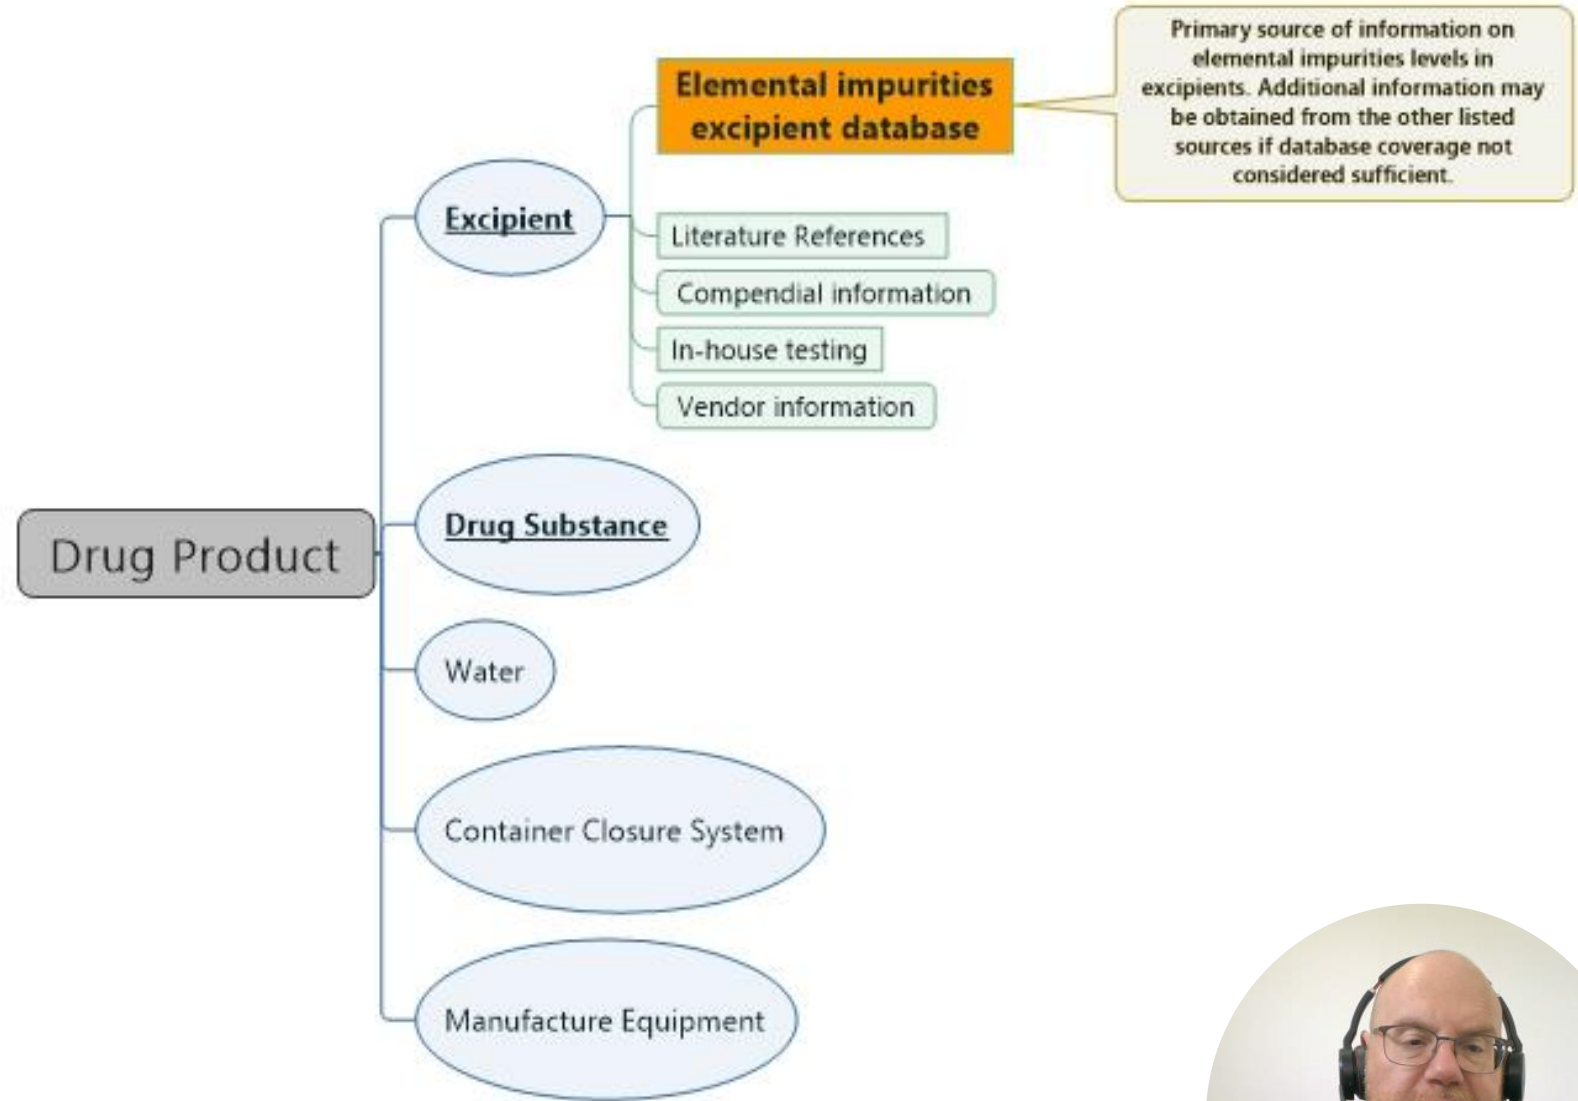 Primary source of information on
elemental impurities levels in
excipients. Additional information may
be obtained from the other listed
sources if database coverage not
considered sufficient.
Elemental impurities
excipient database
Excipient
Literature References
Compendial information
In-house testing
Vendor information
Drug Substance
Drug Product
Water
Container Closure System
Manufacture Equipment